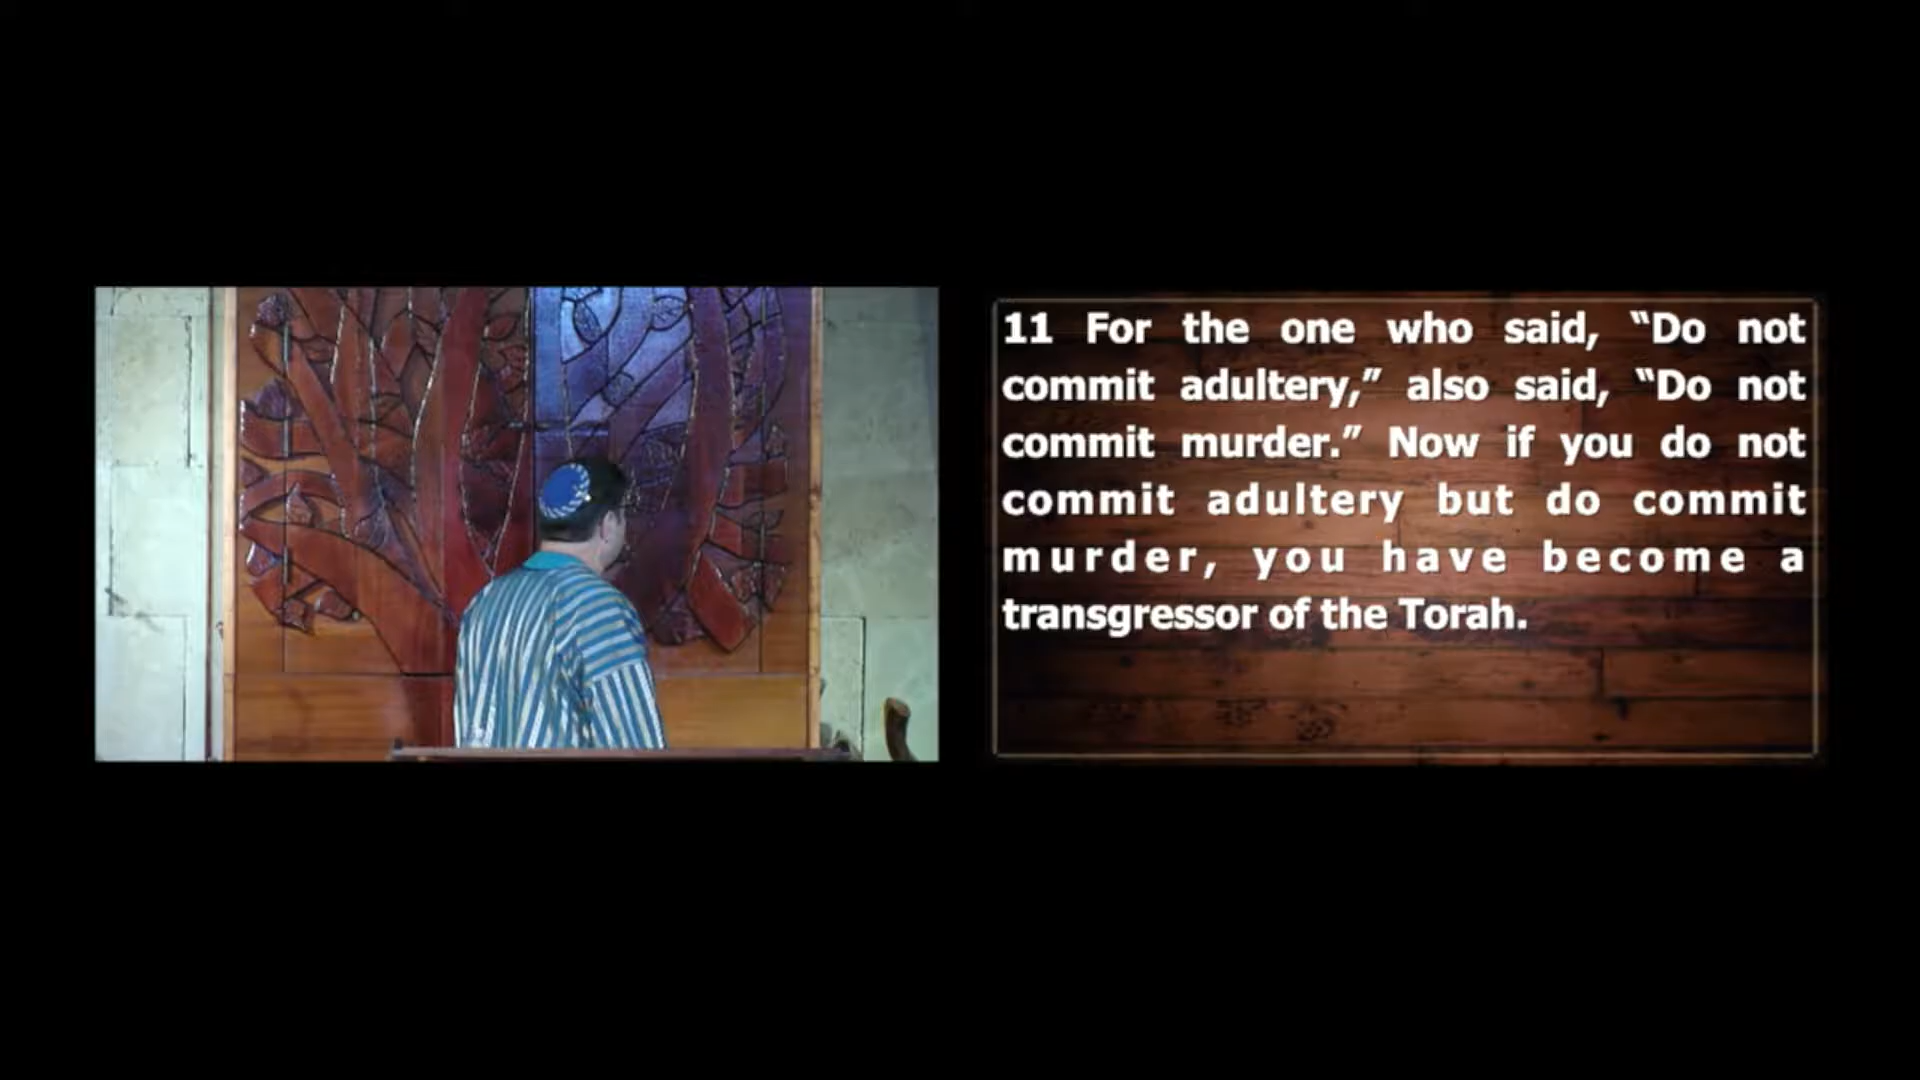 11 For the one who said, “Do not
commit adultery,” also said, “Do not
commit murder.” Now if you do not
commit adultery but do commit
murder, you have become a
transgressor of the Torah.